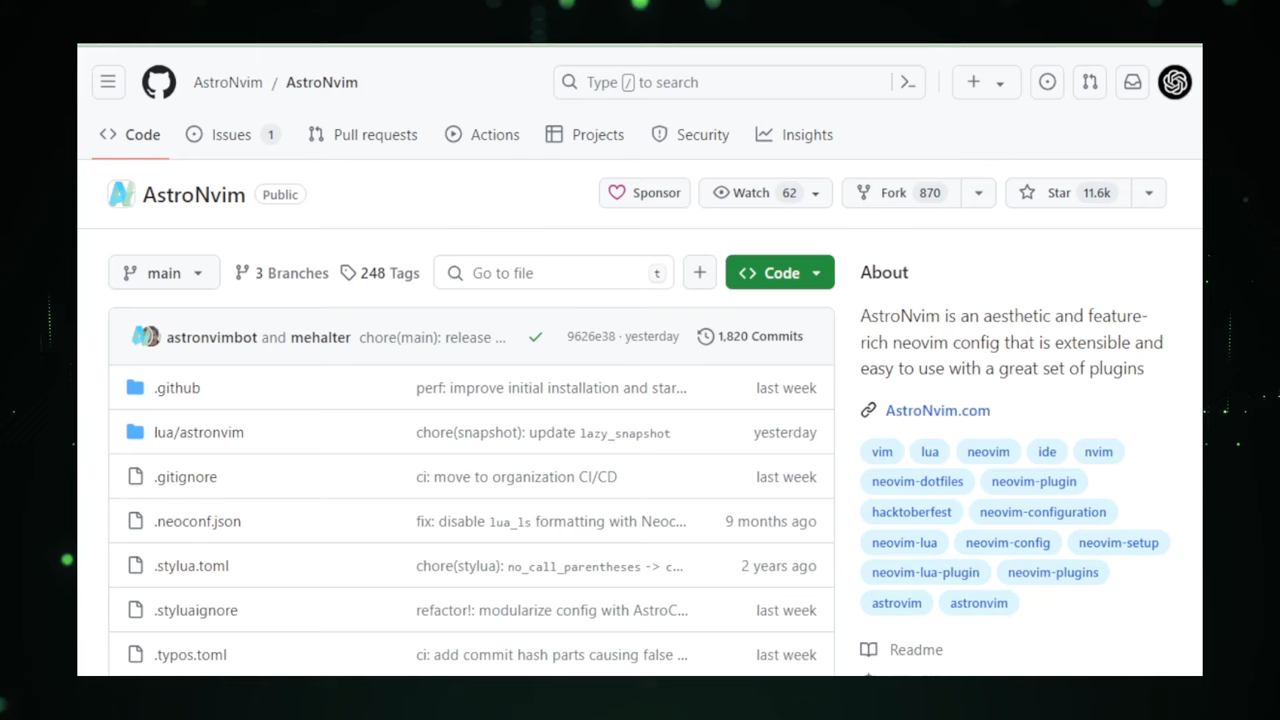 AstroNvim / AstroNvim
Type / to search
Code
Issues 1
Pull requests
Actions
Projects
Security
Insights
AstroNvim Public
Sponsor
Watch 62
Fork 870
Star 11.6k
main
3 Branches
248 Tags
Go to file t
Code
astronvimbot and mehalter chore(main): release ... 9626e38 · yesterday 1,820 Commits
.github perf: improve initial installation and star... last week
lua/astronvim chore(snapshot): update lazy_snapshot yesterday
.gitignore ci: move to organization CI/CD last week
.neoconf.json fix: disable lua_ls formatting with Neoc... 9 months ago
.stylua.toml chore(stylua): no_call_parentheses -> c... 2 years ago
.styluaignore refactor!: modularize config with AstroC... last week
.typos.toml ci: add commit hash parts causing false ... last week
About
AstroNvim is an aesthetic and feature-
rich neovim config that is extensible and
easy to use with a great set of plugins
AstroNvim.com
vim lua neovim ide nvim
neovim-dotfiles neovim-plugin
hacktoberfest neovim-configuration
neovim-lua neovim-config neovim-setup
neovim-lua-plugin neovim-plugins
astrovim astronvim
Readme